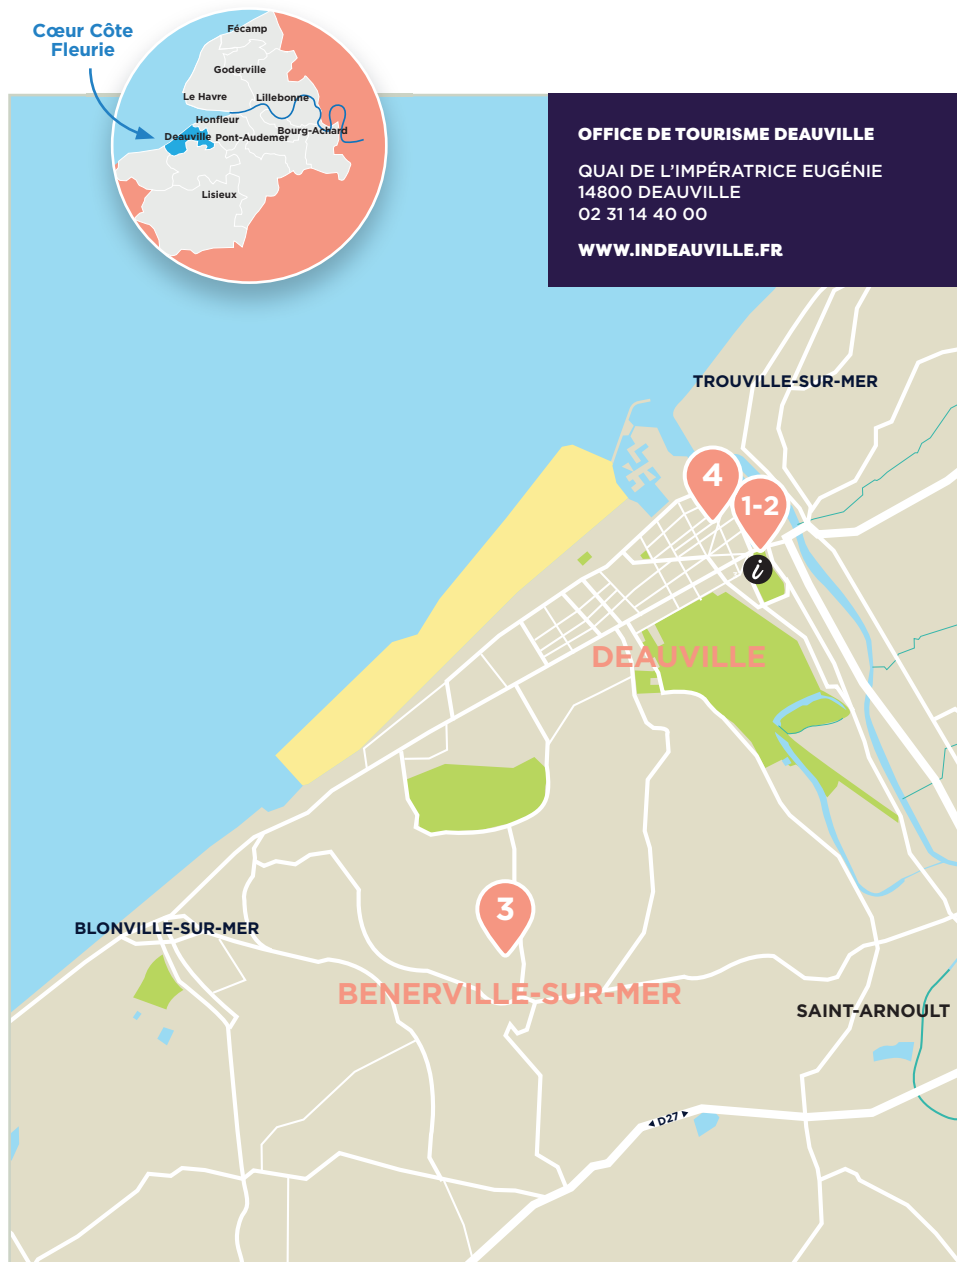 Cœur Côte
Fleurie
Fécamp
Goderville
Le Havre
Lillebonne
Honfleur
Deauville
Pont-Audemer
Bourg-Achard
Lisieux
OFFICE DE TOURISME DEAUVILLE
QUAI DE L’IMPÉRATRICE EUGÉNIE
14800 DEAUVILLE
02 31 14 40 00
WWW.INDEAUVILLE.FR
TROUVILLE-SUR-MER
4
1-2
i
DEAUVILLE
3
BLONVILLE-SUR-MER
BENERVILLE-SUR-MER
SAINT-ARNOULT
D27